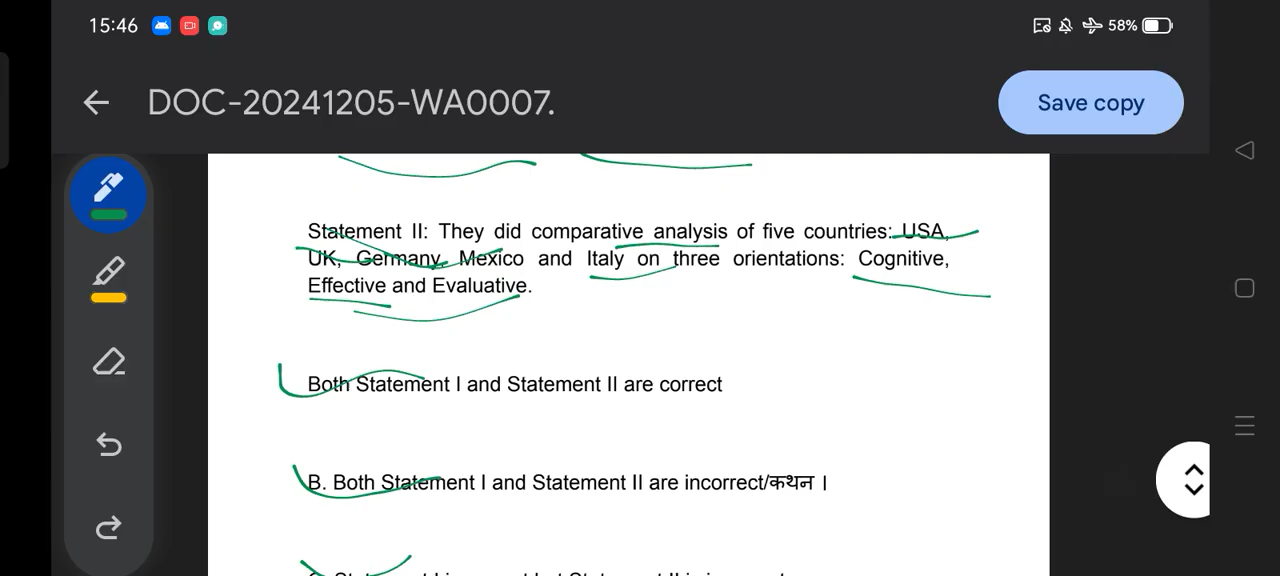 15:46
58%
DOC-20241205-WA0007.
Save copy
Statement II: They did comparative analysis of five countries: USA,
UK, Germany, Mexico and Italy on three orientations: Cognitive,
Effective and Evaluative.
Both Statement I and Statement II are correct
B. Both Statement I and Statement II are incorrect/कथन ।